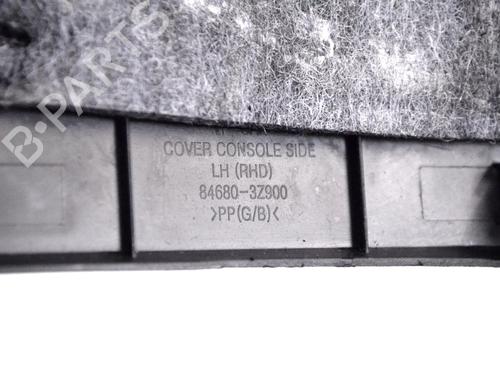 COVER CONSOLE SIDE
LH (RHD)
84680-3Z900
>PP(G/B)<
B-PARTS